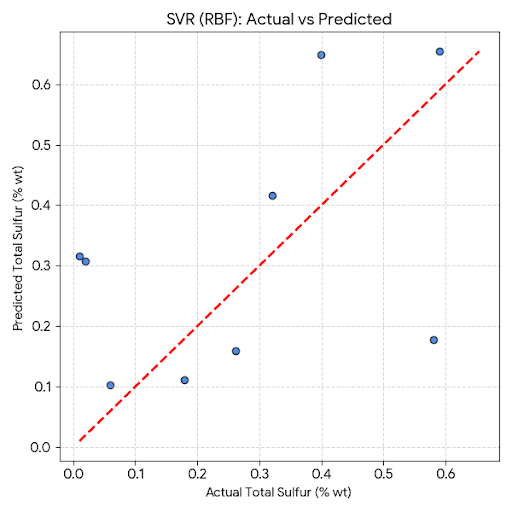 SVR (RBF): Actual vs Predicted
Predicted Total Sulfur (% wt)
0.6
0.5
0.4
0.3
0.2
0.1
0.0
0.0 0.1 0.2 0.3 0.4 0.5 0.6
Actual Total Sulfur (% wt)